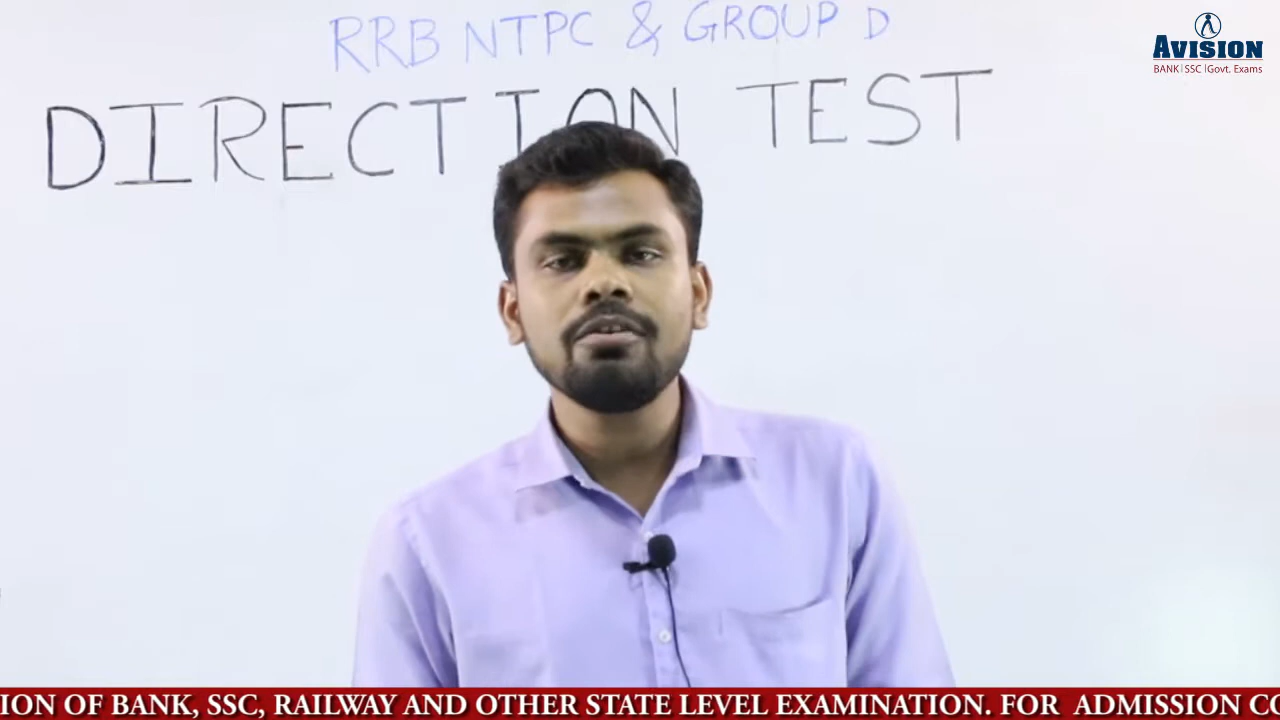 RRB NTPC & GROUP D
DIRECTION TEST
AVISION
BANK | SSC | Govt. Exams
ION OF BANK, SSC, RAILWAY AND OTHER STATE LEVEL EXAMINATION. FOR ADMISSION CO